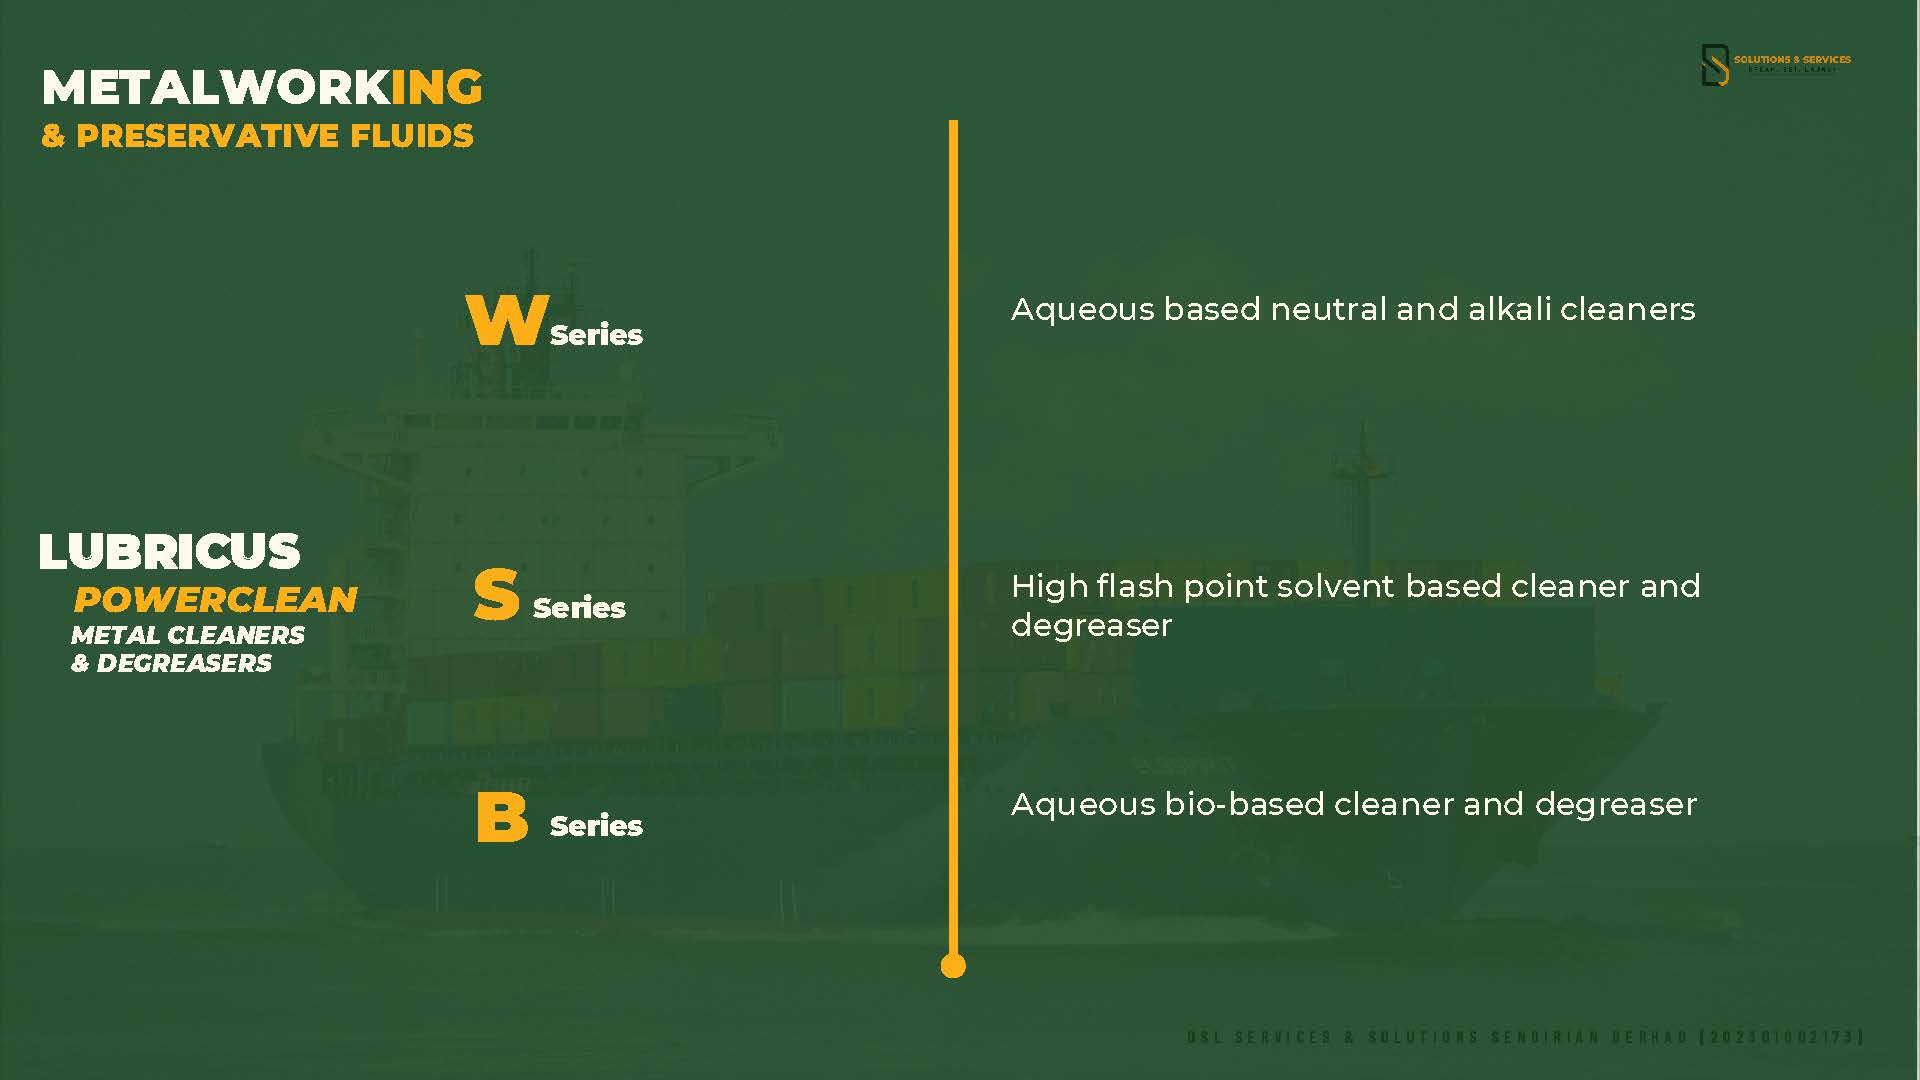 METALWORKING
& PRESERVATIVE FLUIDS
SOLUTIONS & SERVICES
W Series
Aqueous based neutral and alkali cleaners
LUBRICUS
POWERCLEAN
METAL CLEANERS
& DEGREASERS
S Series
High flash point solvent based cleaner and
degreaser
B Series
Aqueous bio-based cleaner and degreaser
DSL SERVICES & SOLUTIONS SENDIRIAN BERHAD [202301002173]